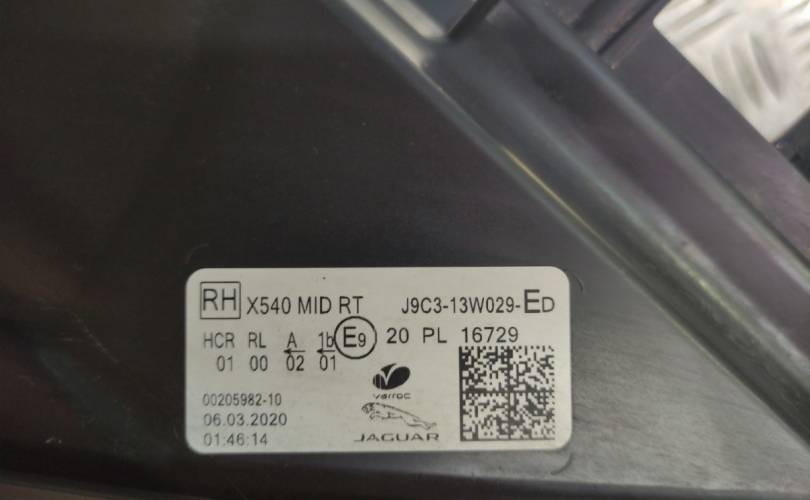 RH X540 MID RT J9C3-13W029-ED
HCR RL A 1b E9 20 PL 16729
01 00 02 01
varroc
00205982-10
06.03.2020
01:46:14
JAGUAR